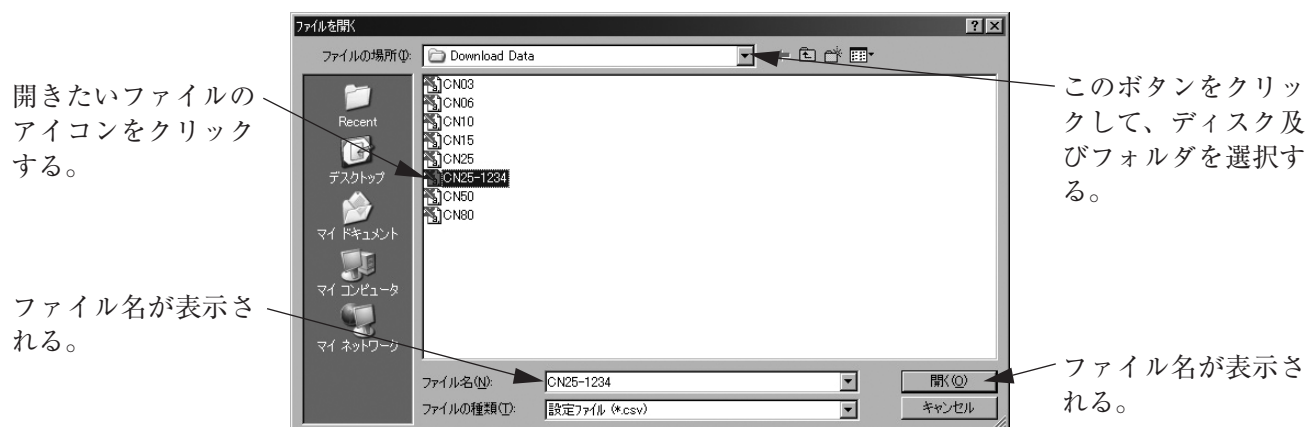 ファイルを開く
ファイルの場所(I):
Download Data
開きたいファイルの
アイコンをクリック
する。
このボタンをクリッ
クして、ディスク及
びフォルダを選択す
る。
Recent
デスクトップ
マイ ドキュメント
マイ コンピュータ
マイ ネットワーク
CN03
CN06
CN10
CN15
CN25
CN25-1234
CN50
CN80
ファイル名が表示さ
れる。
ファイル名(N):
CN25-1234
開く(O)
ファイルの種類(T):
設定ファイル (*.csv)
キャンセル
ファイル名が表示さ
れる。